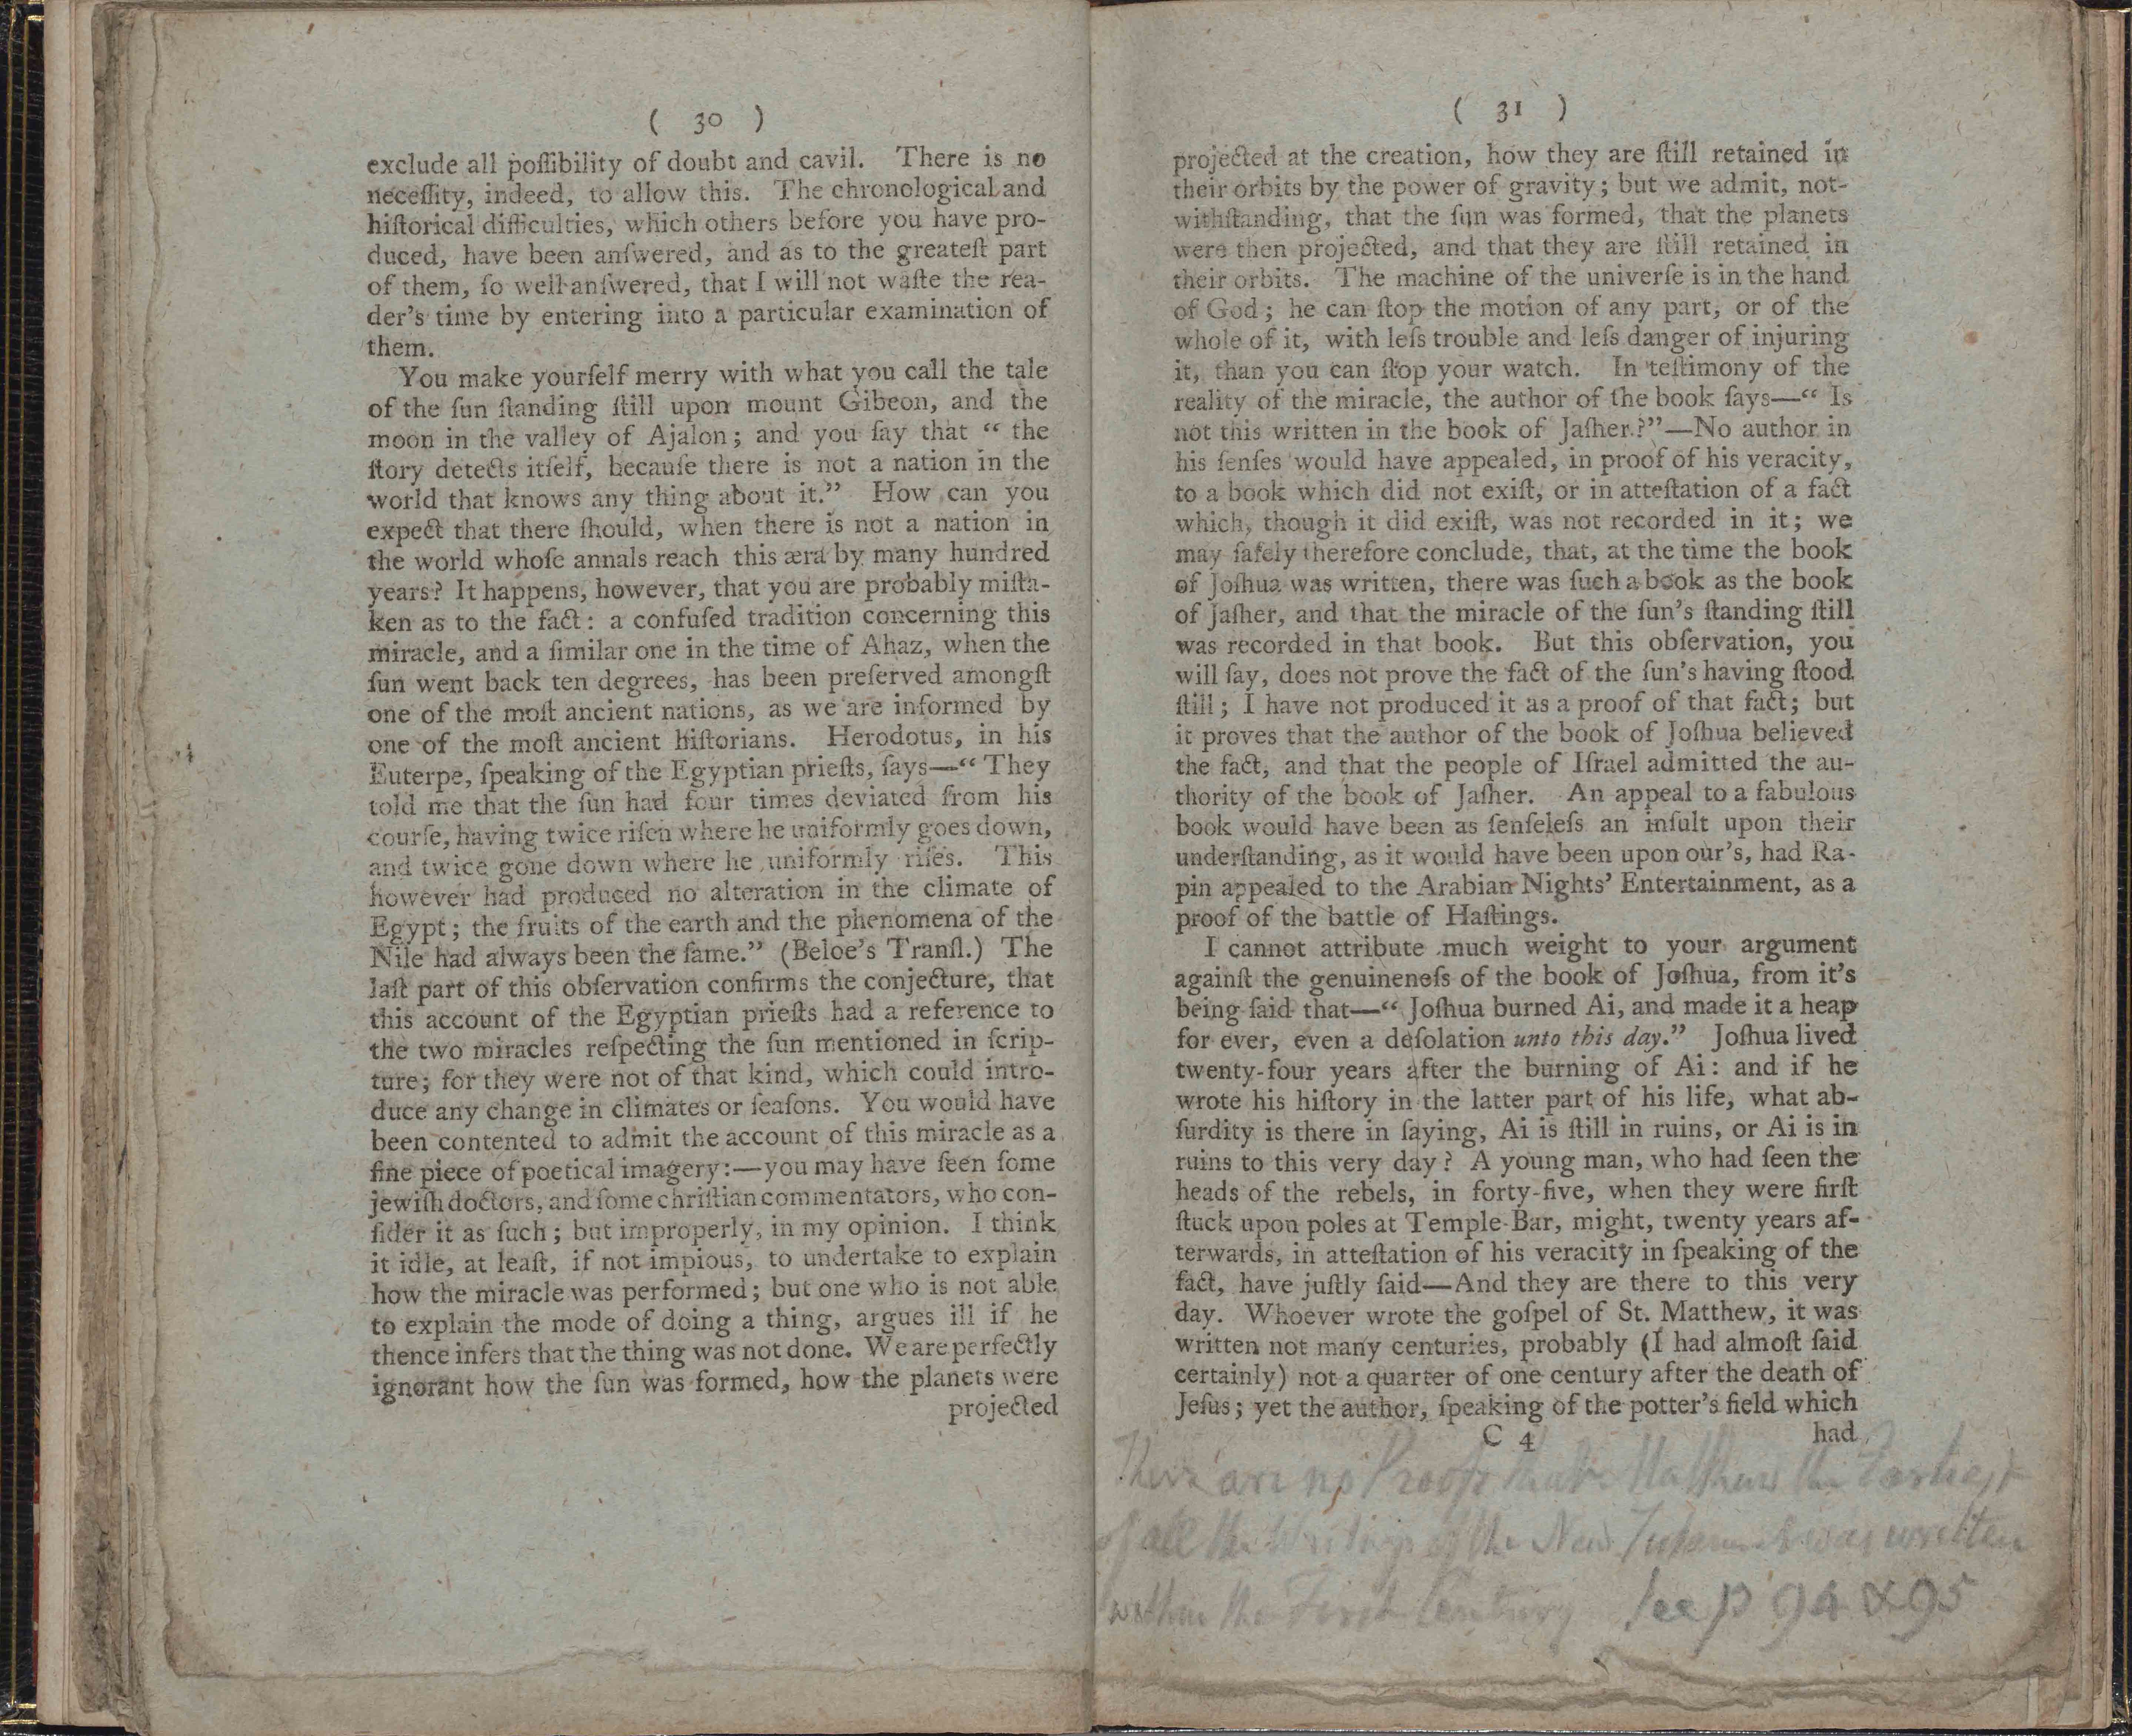 ( 30 )
exclude all poſſibility of doubt and cavil. There is no
neceſſity, indeed, to allow this. The chronological and
hiſtorical difficulties, which others before you have pro-
duced, have been anſwered, and as to the greateſt part
of them, ſo well anſwered, that I will not waſte the rea-
der's time by entering into a particular examination of
them.
You make yourſelf merry with what you call the tale
of the ſun ſtanding ſtill upon mount Gibeon, and the
moon in the valley of Ajalon; and you ſay that “ the
ſtory detects itſelf, becauſe there is not a nation in the
world that knows any thing about it.” How can you
expect that there ſhould, when there is not a nation in
the world whoſe annals reach this æra by many hundred
years? It happens, however, that you are probably miſta-
ken as to the fact: a confuſed tradition concerning this
miracle, and a ſimilar one in the time of Ahaz, when the
ſun went back ten degrees, has been preſerved amongſt
one of the moſt ancient nations, as we are informed by
one of the moſt ancient hiſtorians. Herodotus, in his
Euterpe, ſpeaking of the Egyptian prieſts, ſays—“ They
told me that the ſun had four times deviated from his
courſe, having twice riſen where he uniformly goes down,
and twice gone down where he uniformly riſes. This
however had produced no alteration in the climate of
Egypt; the fruits of the earth and the phenomena of the
Nile had always been the ſame.” (Beloe's Tranſl.) The
laſt part of this obſervation confirms the conjecture, that
this account of the Egyptian prieſts had a reference to
the two miracles reſpecting the ſun mentioned in ſcrip-
ture; for they were not of that kind, which could intro-
duce any change in climates or ſeaſons. You would have
been contented to admit the account of this miracle as a
fine piece of poetical imagery:—you may have ſeen ſome
jewiſh doctors, and ſome chriſtian commentators, who con-
ſider it as ſuch; but improperly, in my opinion. I think
it idle, at leaſt, if not impious, to undertake to explain
how the miracle was performed; but one who is not able
to explain the mode of doing a thing, argues ill if he
thence infers that the thing was not done. We are perfectly
ignorant how the ſun was formed, how the planets were
projected
( 31 )
projected at the creation, how they are ſtill retained in
their orbits by the power of gravity; but we admit, not-
withſtanding, that the ſun was formed, that the planets
were then projected, and that they are ſtill retained in
their orbits. The machine of the univerſe is in the hand
of God; he can ſtop the motion of any part, or of the
whole of it, with leſs trouble and leſs danger of injuring
it, than you can ſtop your watch. In teſtimony of the
reality of the miracle, the author of the book ſays—“ Is
not this written in the book of Jaſher?”—No author in
his ſenſes would have appealed, in proof of his veracity,
to a book which did not exiſt, or in atteſtation of a fact
which, though it did exiſt, was not recorded in it; we
may ſafely therefore conclude, that, at the time the book
of Joſhua was written, there was ſuch a book as the book
of Jaſher, and that the miracle of the ſun's ſtanding ſtill
was recorded in that book. But this obſervation, you
will ſay, does not prove the fact of the ſun's having ſtood
ſtill; I have not produced it as a proof of that fact; but
it proves that the author of the book of Joſhua believed
the fact, and that the people of Iſrael admitted the au-
thority of the book of Jaſher. An appeal to a fabulous
book would have been as ſenſeleſs an inſult upon their
underſtanding, as it would have been upon our's, had Ra-
pin appealed to the Arabian Nights' Entertainment, as a
proof of the battle of Haſtings.
I cannot attribute much weight to your argument
againſt the genuineneſs of the book of Joſhua, from it's
being ſaid that—“ Joſhua burned Ai, and made it a heap
for ever, even a deſolation unto this day.” Joſhua lived
twenty-four years after the burning of Ai: and if he
wrote his hiſtory in the latter part of his life, what ab-
ſurdity is there in ſaying, Ai is ſtill in ruins, or Ai is in
ruins to this very day? A young man, who had ſeen the
heads of the rebels, in forty-five, when they were firſt
ſtuck upon poles at Temple-Bar, might, twenty years af-
terwards, in atteſtation of his veracity in ſpeaking of the
fact, have juſtly ſaid—And they are there to this very
day. Whoever wrote the goſpel of St. Matthew, it was
written not many centuries, probably (I had almoſt ſaid
certainly) not a quarter of one century after the death of
Jeſus; yet the author, ſpeaking of the potter's field which
C 4 had
There are no Proofs that Matthew the Earliest
of all the Writings of the New Testament was written
within the First Century See p 94 & 95